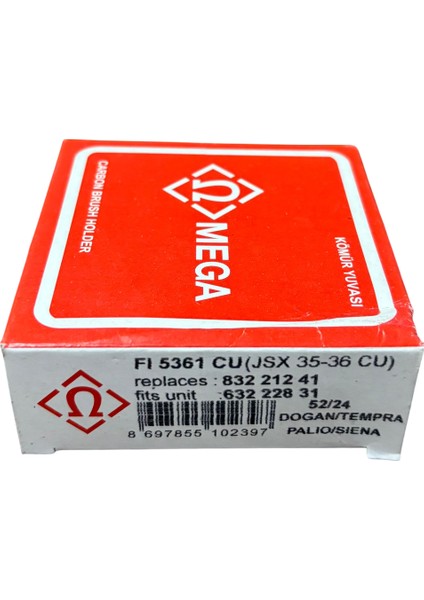 CARBON BRUSH HOLDER
Ω MEGA
KÖMÜR YUVASI
FI 5361 CU(JSX 35-36 CU)
replaces : 832 212 41
fits unit :632 228 31
52/24
DOGAN/TEMPRA
PALIO/SIENA
8 697855 102397
Ω